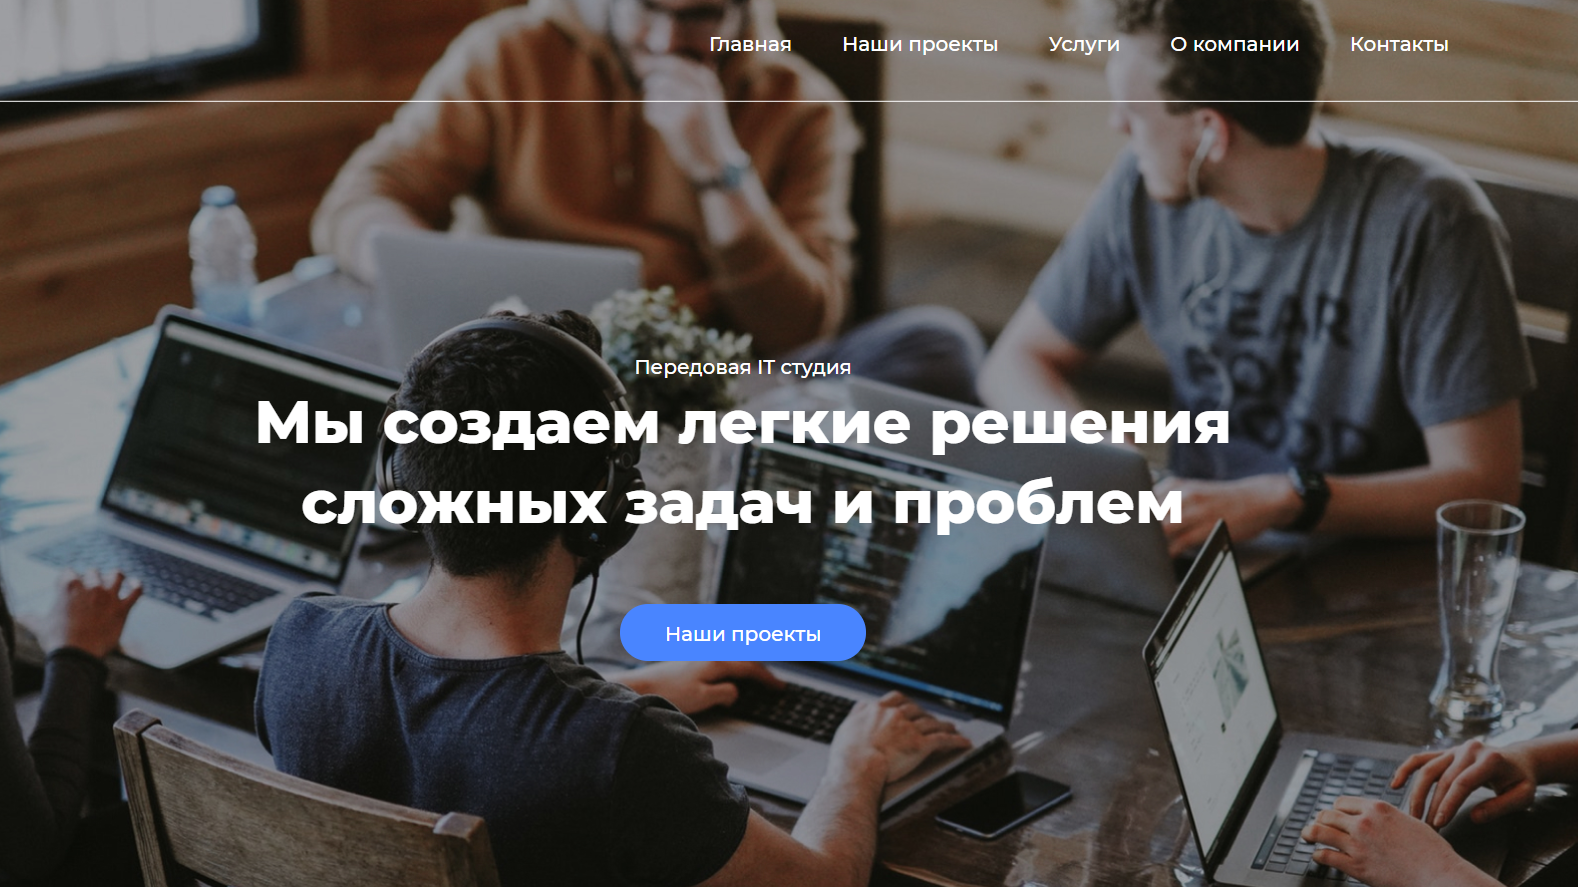 Главная Наши проекты Услуги О компании Контакты
Передовая IT студия
Мы создаем легкие решения
сложных задач и проблем
Наши проекты